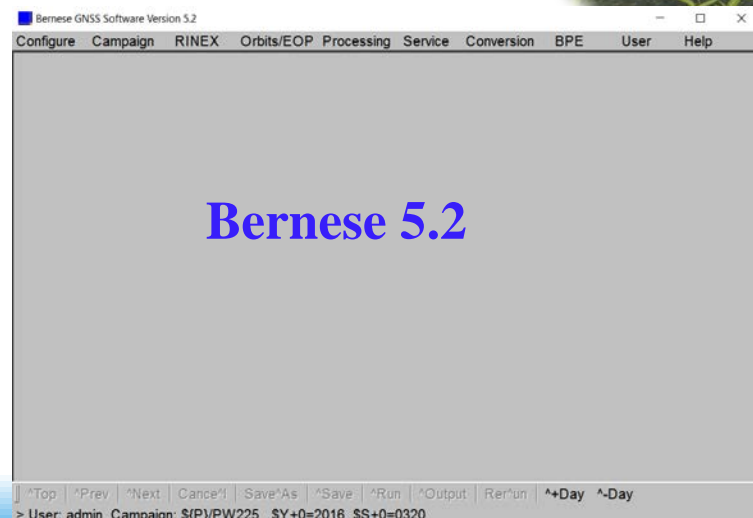 Bernese GNSS Software Version 5.2
Configure Campaign RINEX Orbits/EOP Processing Service Conversion BPE User Help
Bernese 5.2
^Top | ^Prev | ^Next | Cance^l | Save^As | ^Save | ^Run | ^Output | Rer^un | ^+Day ^-Day
> User: admin Campaign: ${P}/PW225 $Y+0=2016 $S+0=0320